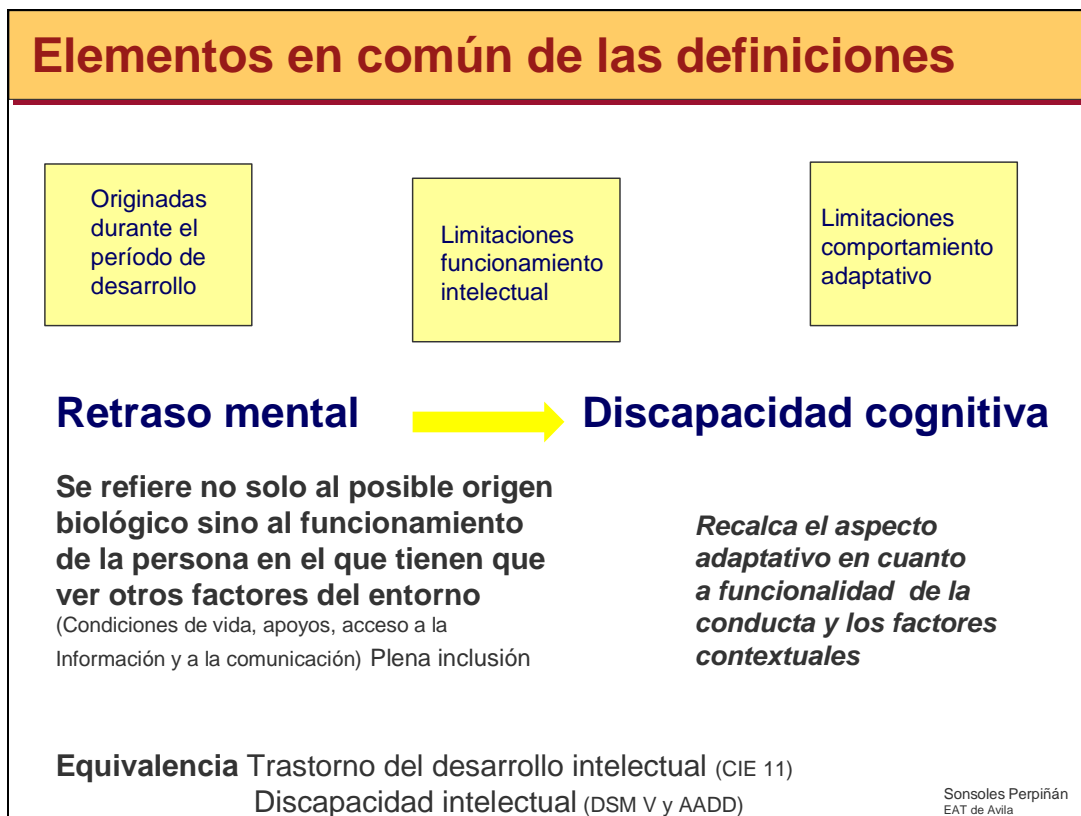 Elementos en común de las definiciones
Originadas
durante el
período de
desarrollo
Limitaciones
funcionamiento
intelectual
Limitaciones
comportamiento
adaptativo
Retraso mental
Discapacidad cognitiva
Se refiere no solo al posible origen
biológico sino al funcionamiento
de la persona en el que tienen que
ver otros factores del entorno
(Condiciones de vida, apoyos, acceso a la
Información y a la comunicación) Plena inclusión
Recalca el aspecto
adaptativo en cuanto
a funcionalidad de la
conducta y los factores
contextuales
Equivalencia Trastorno del desarrollo intelectual (CIE 11)
Discapacidad intelectual (DSM V y AADD)
Sonsoles Perpiñán
EAT de Avila